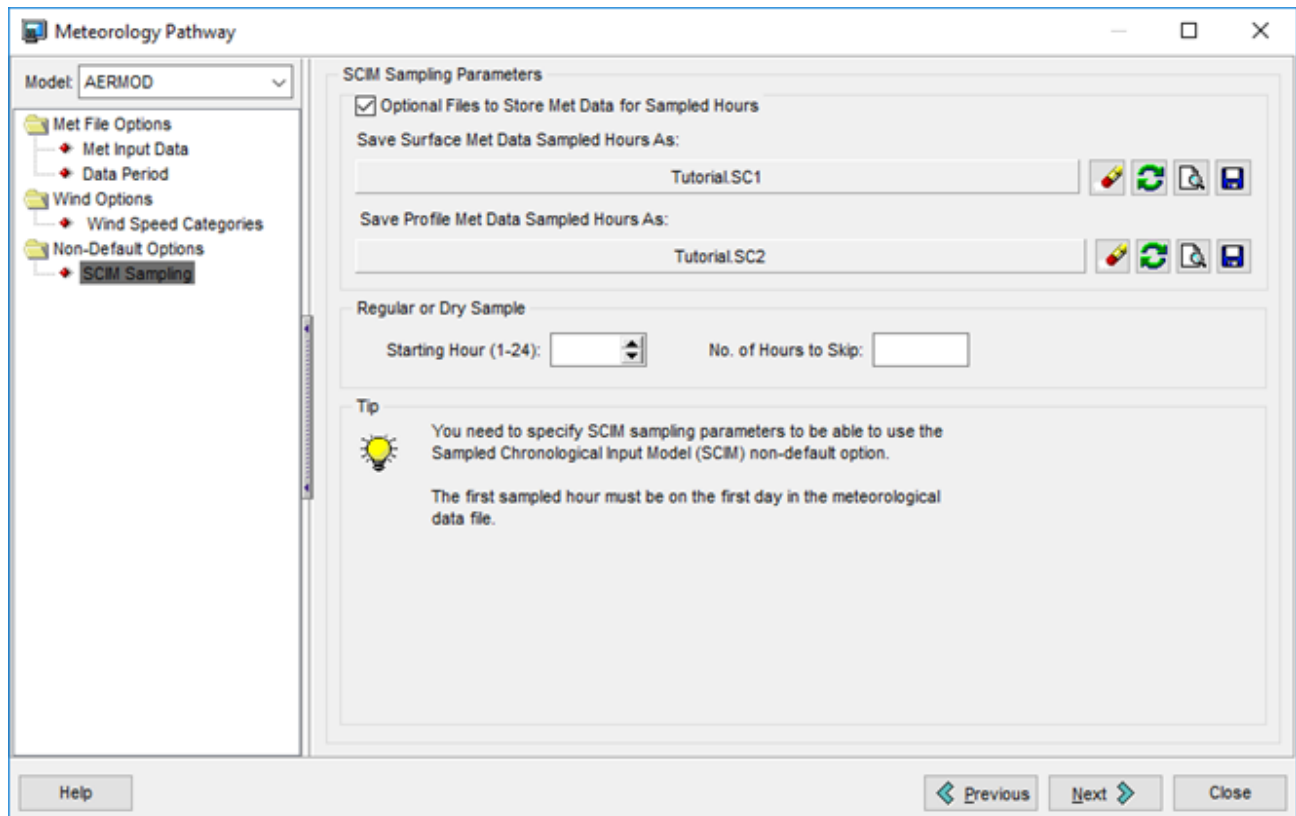 Meteorology Pathway
Model: AERMOD
Met File Options
Met Input Data
Data Period
Wind Options
Wind Speed Categories
Non-Default Options
SCIM Sampling
SCIM Sampling Parameters
Optional Files to Store Met Data for Sampled Hours
Save Surface Met Data Sampled Hours As:
Tutorial.SC1
Save Profile Met Data Sampled Hours As:
Tutorial.SC2
Regular or Dry Sample
Starting Hour (1-24): No. of Hours to Skip:
Tip
You need to specify SCIM sampling parameters to be able to use the
Sampled Chronological Input Model (SCIM) non-default option.
The first sampled hour must be on the first day in the meteorological
data file.
Help Previous Next Close